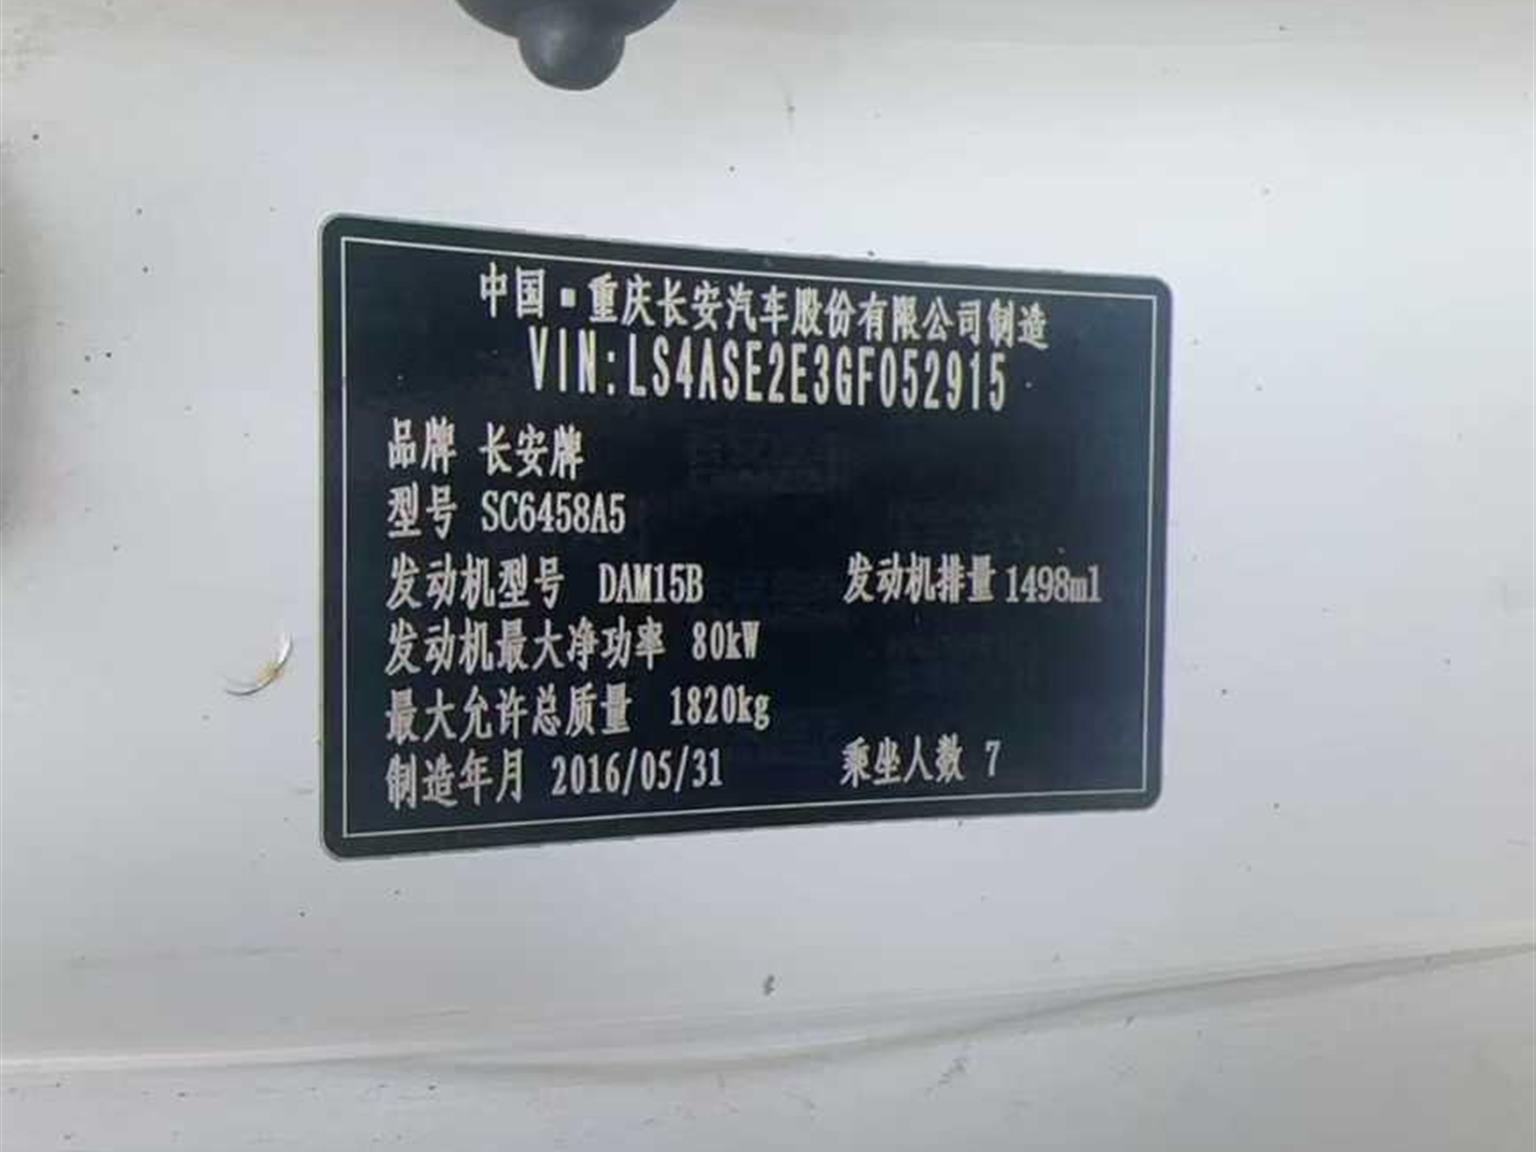 中国▪重庆长安汽车股份有限公司制造
VIN:LS4ASE2E3GF052915
品牌 长安牌
型号 SC6458A5
发动机型号 DAM15B 发动机排量 1498ml
发动机最大净功率 80kW
最大允许总质量 1820kg
制造年月 2016/05/31 乘坐人数 7